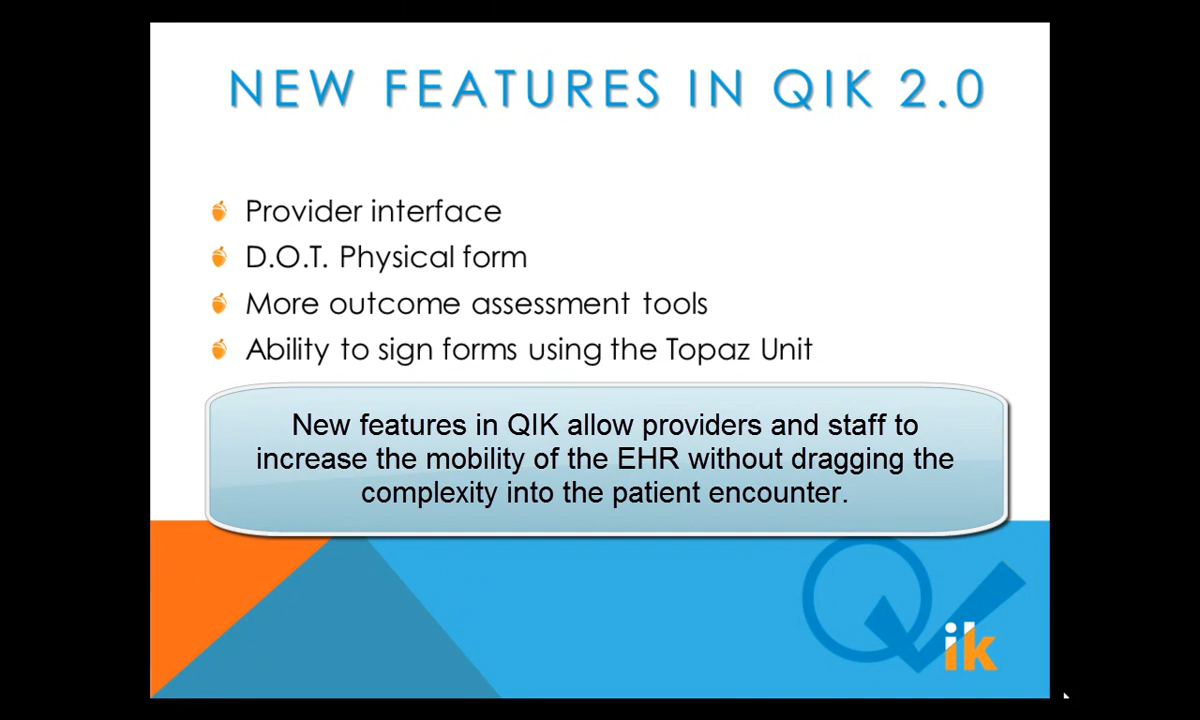 NEW FEATURES IN QIK 2.0
Provider interface
D.O.T. Physical form
More outcome assessment tools
Ability to sign forms using the Topaz Unit
New features in QIK allow providers and staff to
increase the mobility of the EHR without dragging the
complexity into the patient encounter.
Qik